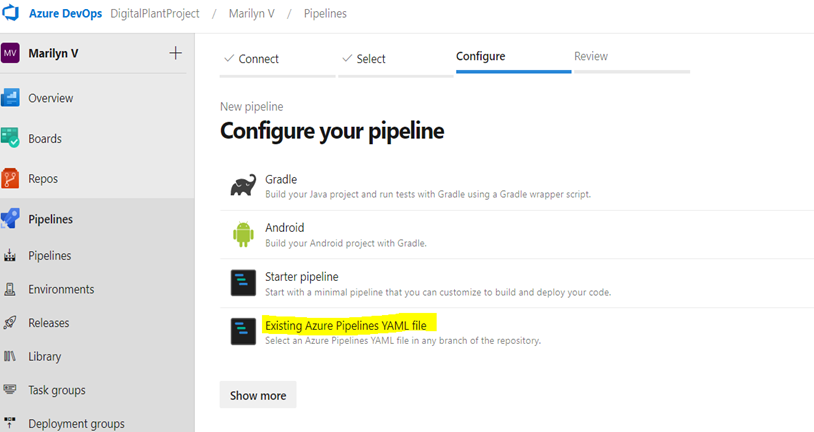 Azure DevOps DigitalPlantProject / Marilyn V / Pipelines
MV Marilyn V +
Overview
Boards
Repos
Pipelines
Pipelines
Environments
Releases
Library
Task groups
Deployment groups
Connect Select Configure Review
New pipeline
Configure your pipeline
Gradle
Build your Java project and run tests with Gradle using a Gradle wrapper script.
Android
Build your Android project with Gradle.
Starter pipeline
Start with a minimal pipeline that you can customize to build and deploy your code.
Existing Azure Pipelines YAML file
Select an Azure Pipelines YAML file in any branch of the repository.
Show more